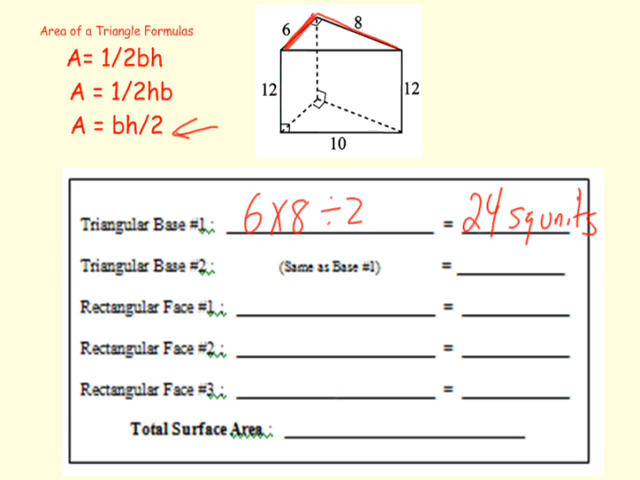 Area of a Triangle Formulas
A= 1/2bh
A = 1/2hb
A = bh/2
6 8
12 12
10
Triangular Base #1: 6 x 8 ÷ 2 = 24 sq units
Triangular Base #2: (Same as Base #1) =
Rectangular Face #1: =
Rectangular Face #2: =
Rectangular Face #3: =
Total Surface Area: